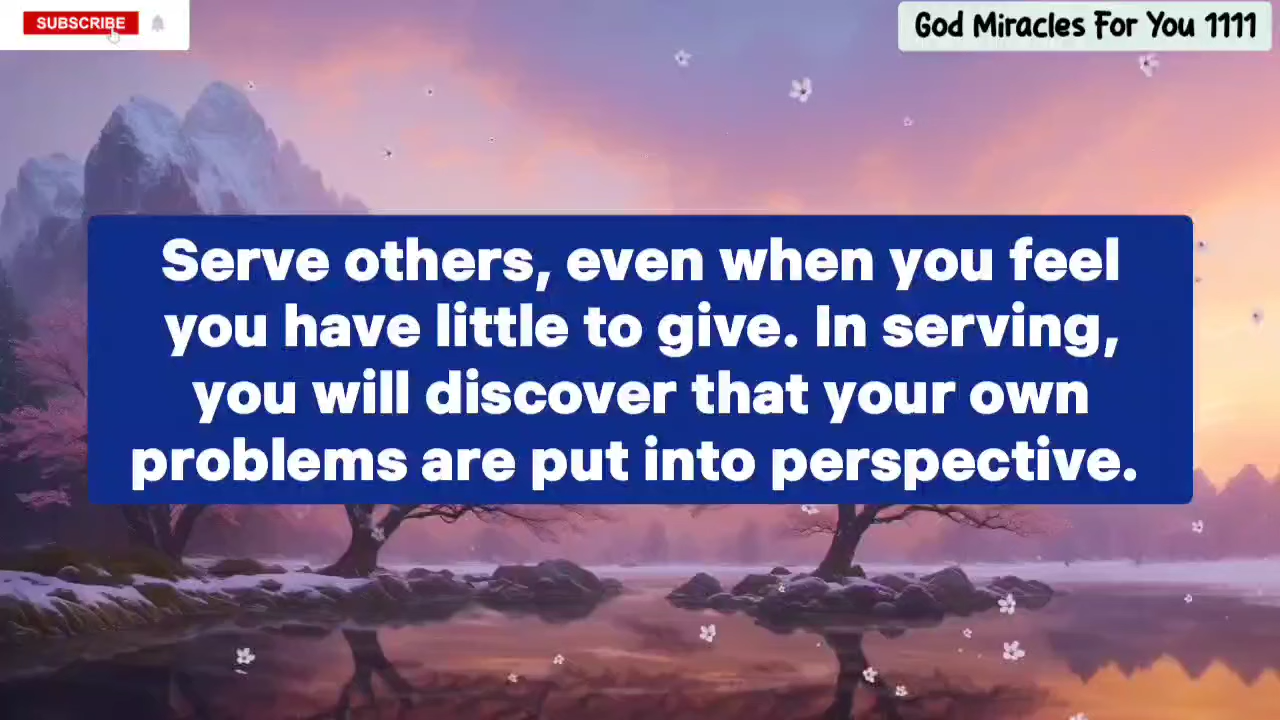 SUBSCRIBE
God Miracles For You 1111
Serve others, even when you feel
you have little to give. In serving,
you will discover that your own
problems are put into perspective.